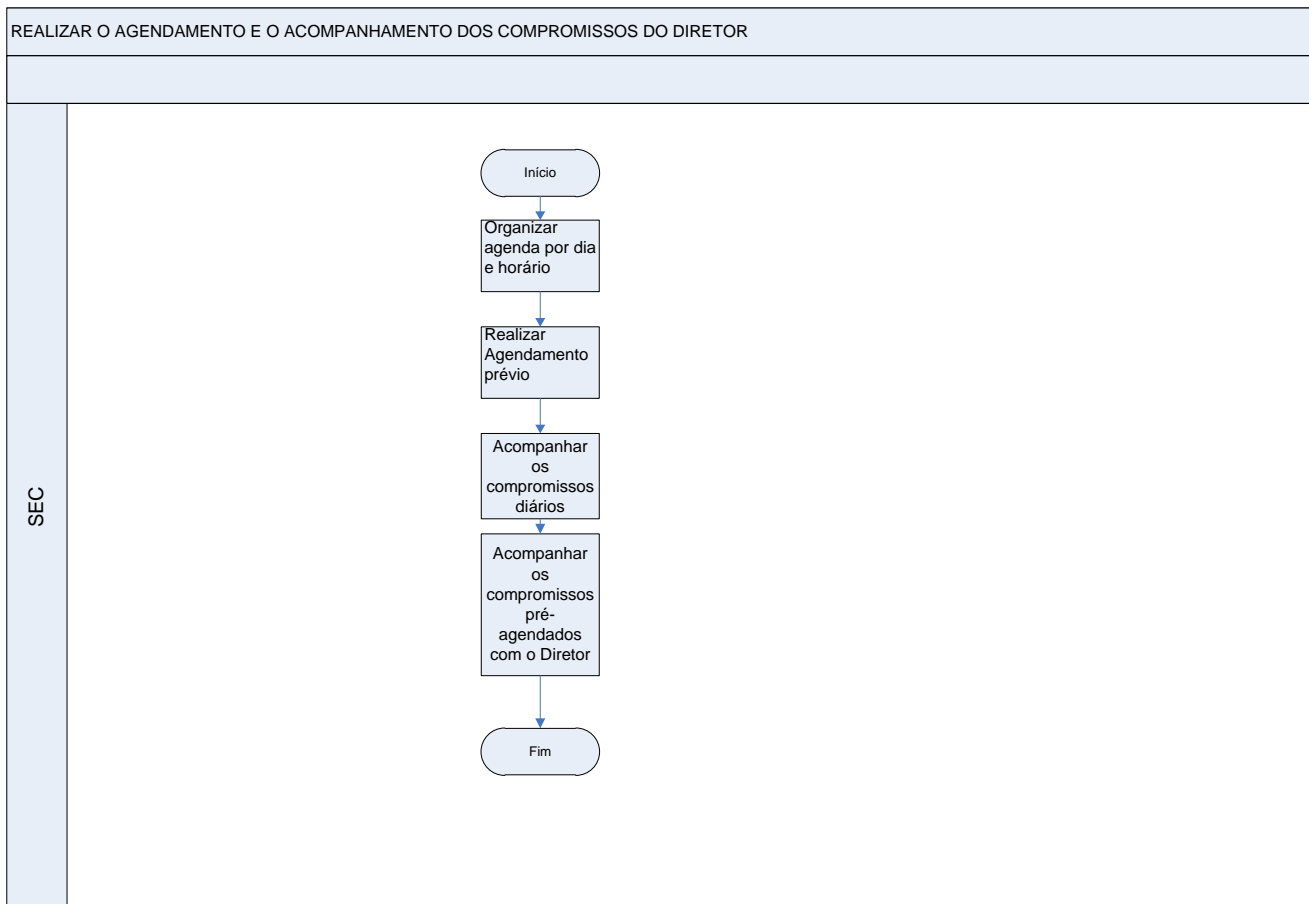 REALIZAR O AGENDAMENTO E O ACOMPANHAMENTO DOS COMPROMISSOS DO DIRETOR
SEC
Início
Organizar
agenda por dia
e horário
Realizar
Agendamento
prévio
Acompanhar
os
compromissos
diários
Acompanhar
os
compromissos
pré-
agendados
com o Diretor
Fim